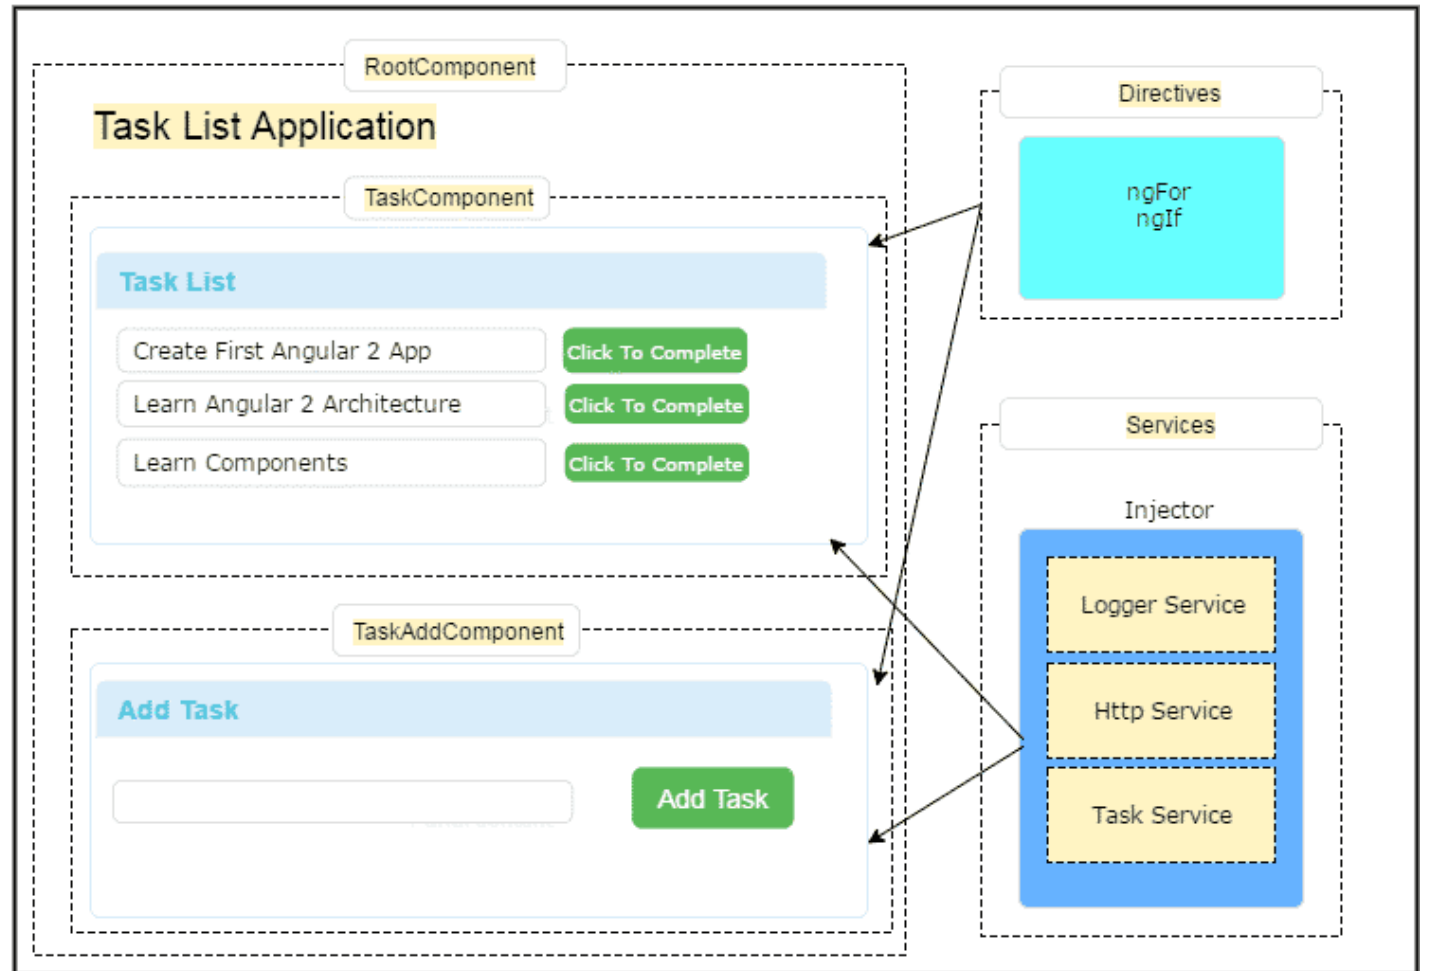 RootComponent
Task List Application
TaskComponent
Task List
Create First Angular 2 App
Click To Complete
Learn Angular 2 Architecture
Click To Complete
Learn Components
Click To Complete
TaskAddComponent
Add Task
Add Task
Directives
ngFor
ngIf
Services
Injector
Logger Service
Http Service
Task Service